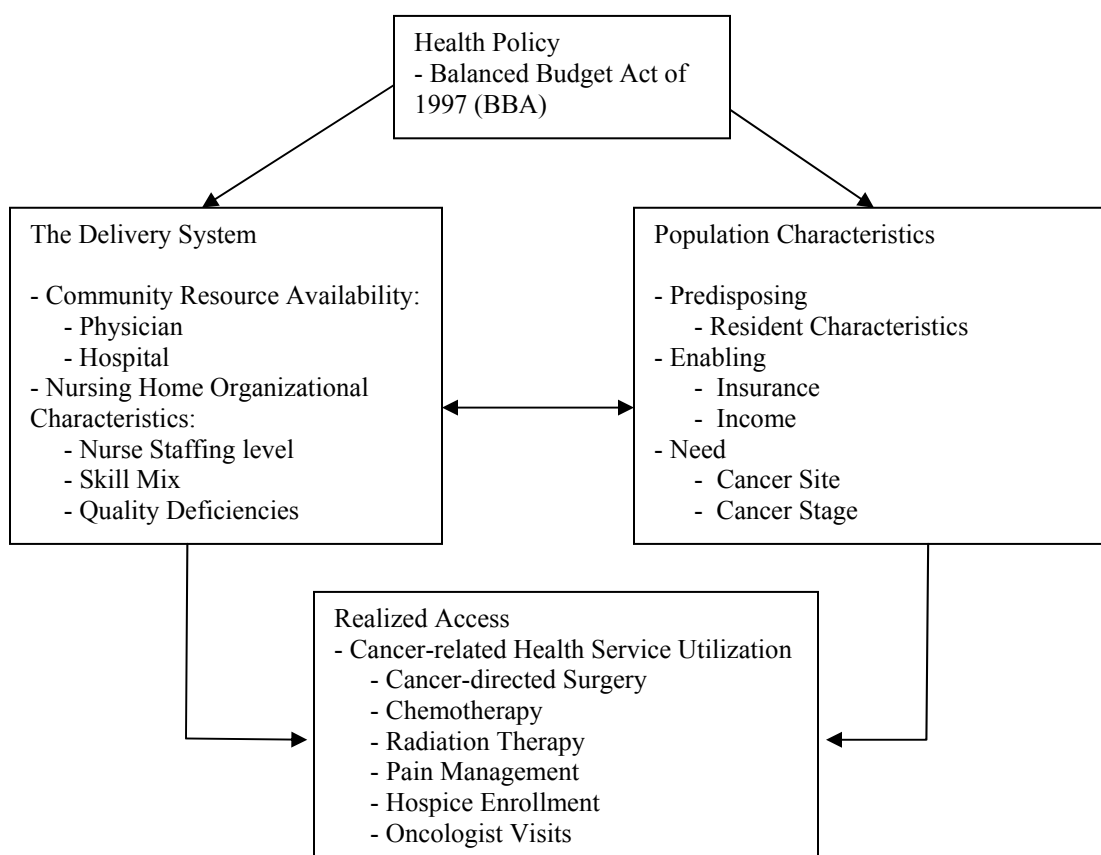 Health Policy
- Balanced Budget Act of
1997 (BBA)
The Delivery System
- Community Resource Availability:
- Physician
- Hospital
- Nursing Home Organizational
Characteristics:
- Nurse Staffing level
- Skill Mix
- Quality Deficiencies
Population Characteristics
- Predisposing
- Resident Characteristics
- Enabling
- Insurance
- Income
- Need
- Cancer Site
- Cancer Stage
Realized Access
- Cancer-related Health Service Utilization
- Cancer-directed Surgery
- Chemotherapy
- Radiation Therapy
- Pain Management
- Hospice Enrollment
- Oncologist Visits